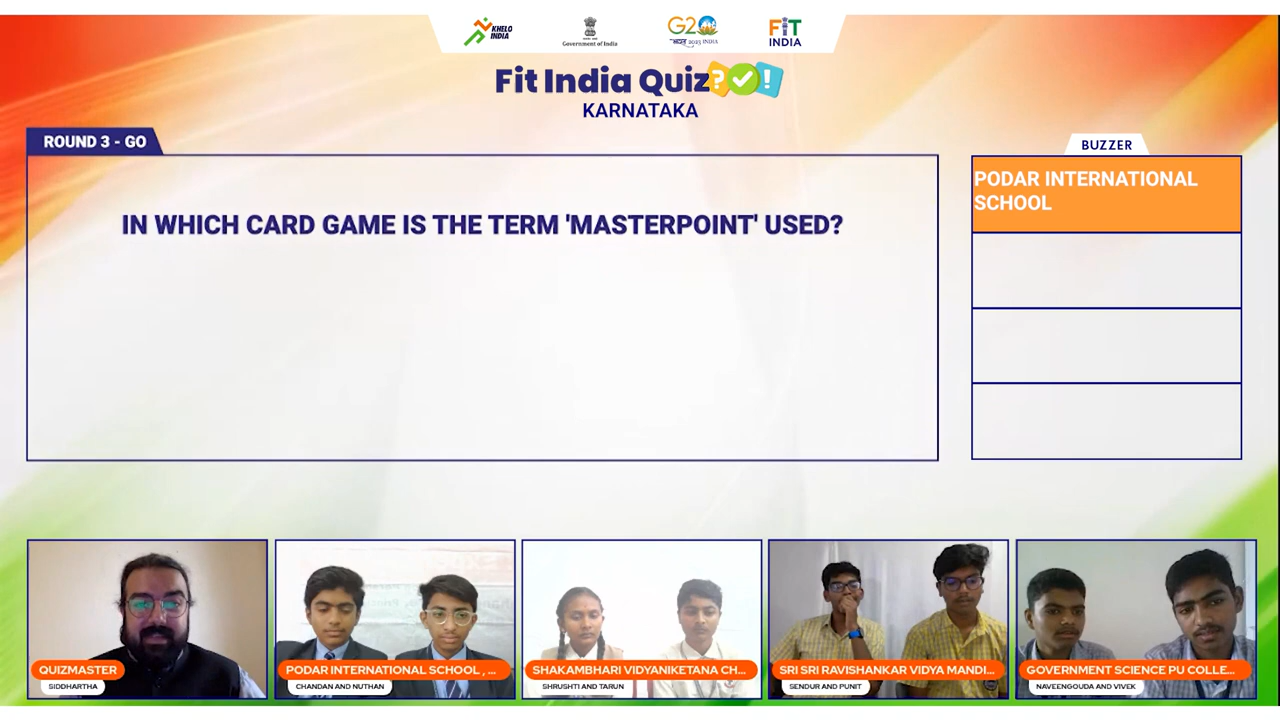 KHELO
INDIA
Government of India
G20
2023 INDIA
FIT
INDIA
Fit India Quiz?!
KARNATAKA
ROUND 3 - GO
BUZZER
IN WHICH CARD GAME IS THE TERM 'MASTERPOINT' USED?
PODAR INTERNATIONAL
SCHOOL
QUIZMASTER
SIDDHARTHA
PODAR INTERNATIONAL SCHOOL , ...
CHANDAN AND NUTHAN
SHAKAMBHARI VIDYANIKETANA CH...
SHRUSHTI AND TARUN
SRI SRI RAVISHANKAR VIDYA MANDI...
SENDUR AND PUNIT
GOVERNMENT SCIENCE PU COLLE...
NAVEENGOUDA AND VIVEK